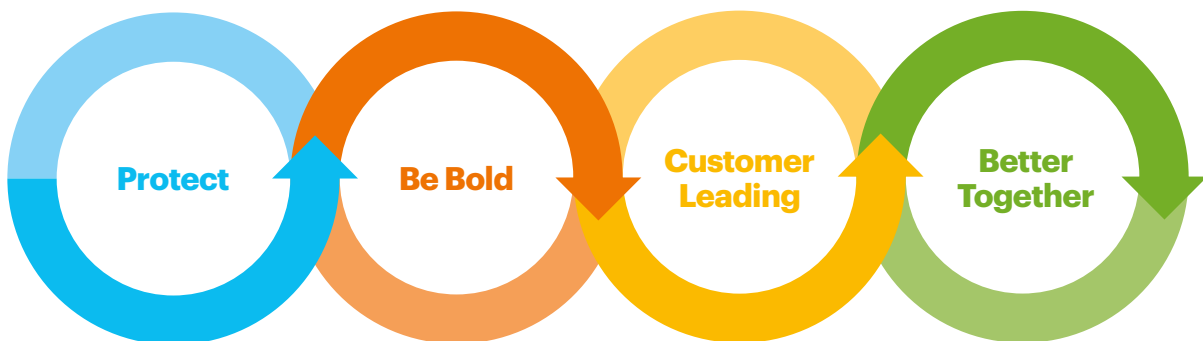 Protect
Be Bold
Customer
Leading
Better
Together